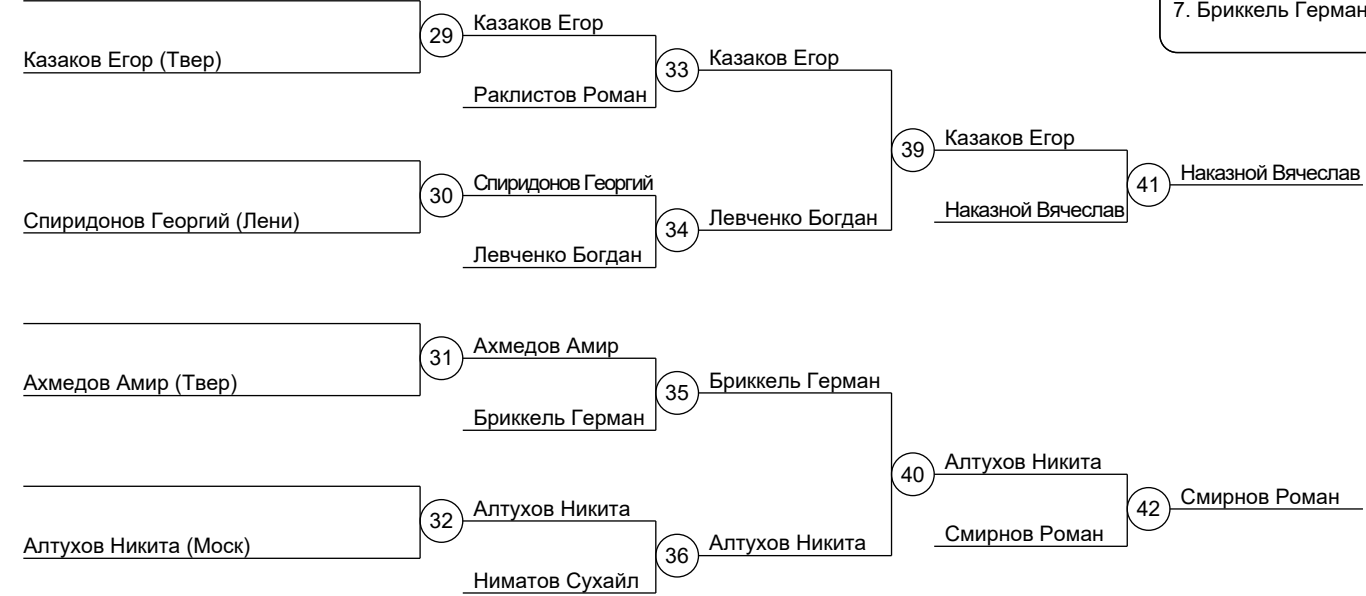 7. Бриккель Герман
29
Казаков Егор
Казаков Егор (Твер)
33
Казаков Егор
Раклистов Роман
39
Казаков Егор
30
Спиридонов Георгий
41
Наказной Вячеслав
Спиридонов Георгий (Лени)
34
Левченко Богдан
Наказной Вячеслав
Левченко Богдан
31
Ахмедов Амир
Ахмедов Амир (Твер)
35
Бриккель Герман
Бриккель Герман
40
Алтухов Никита
32
Алтухов Никита
42
Смирнов Роман
Алтухов Никита (Моск)
36
Алтухов Никита
Смирнов Роман
Ниматов Сухайл